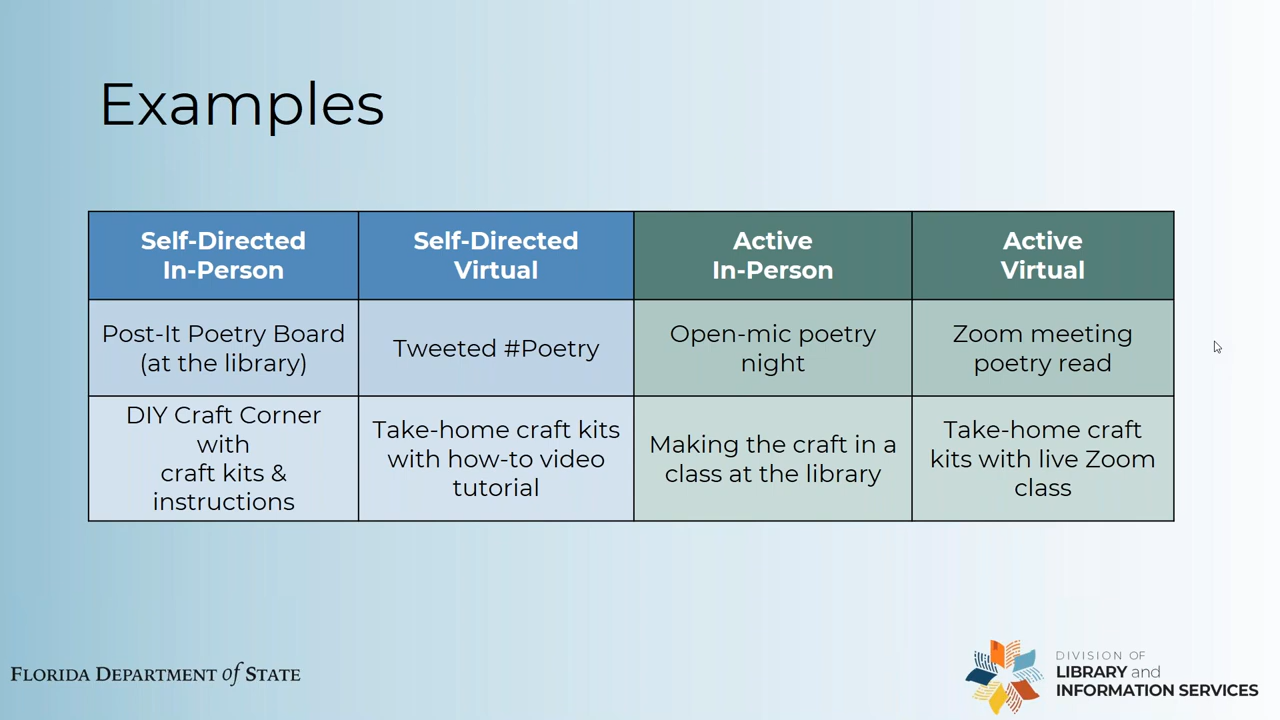 Examples
Self-Directed
In-Person
Self-Directed
Virtual
Active
In-Person
Active
Virtual
Post-It Poetry Board
(at the library)
Tweeted #Poetry
Open-mic poetry
night
Zoom meeting
poetry read
DIY Craft Corner
with
craft kits &
instructions
Take-home craft kits
with how-to video
tutorial
Making the craft in a
class at the library
Take-home craft
kits with live Zoom
class
FLORIDA DEPARTMENT of STATE
DIVISION OF
LIBRARY and
INFORMATION SERVICES